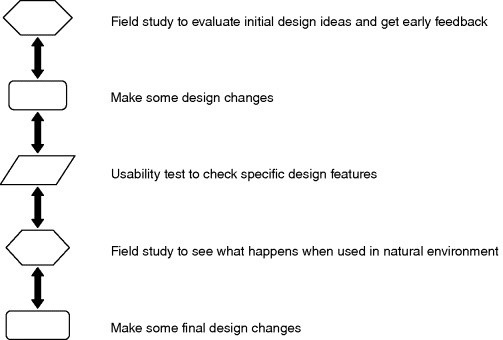 Field study to evaluate initial design ideas and get early feedback
Make some design changes
Usability test to check specific design features
Field study to see what happens when used in natural environment
Make some final design changes